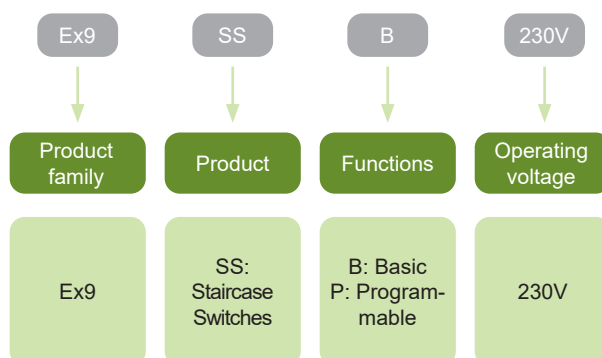 Ex9 SS B 230V
Product family Product Functions Operating voltage
Ex9
SS:
Staircase
Switches
B: Basic
P: Program-
mable
230V